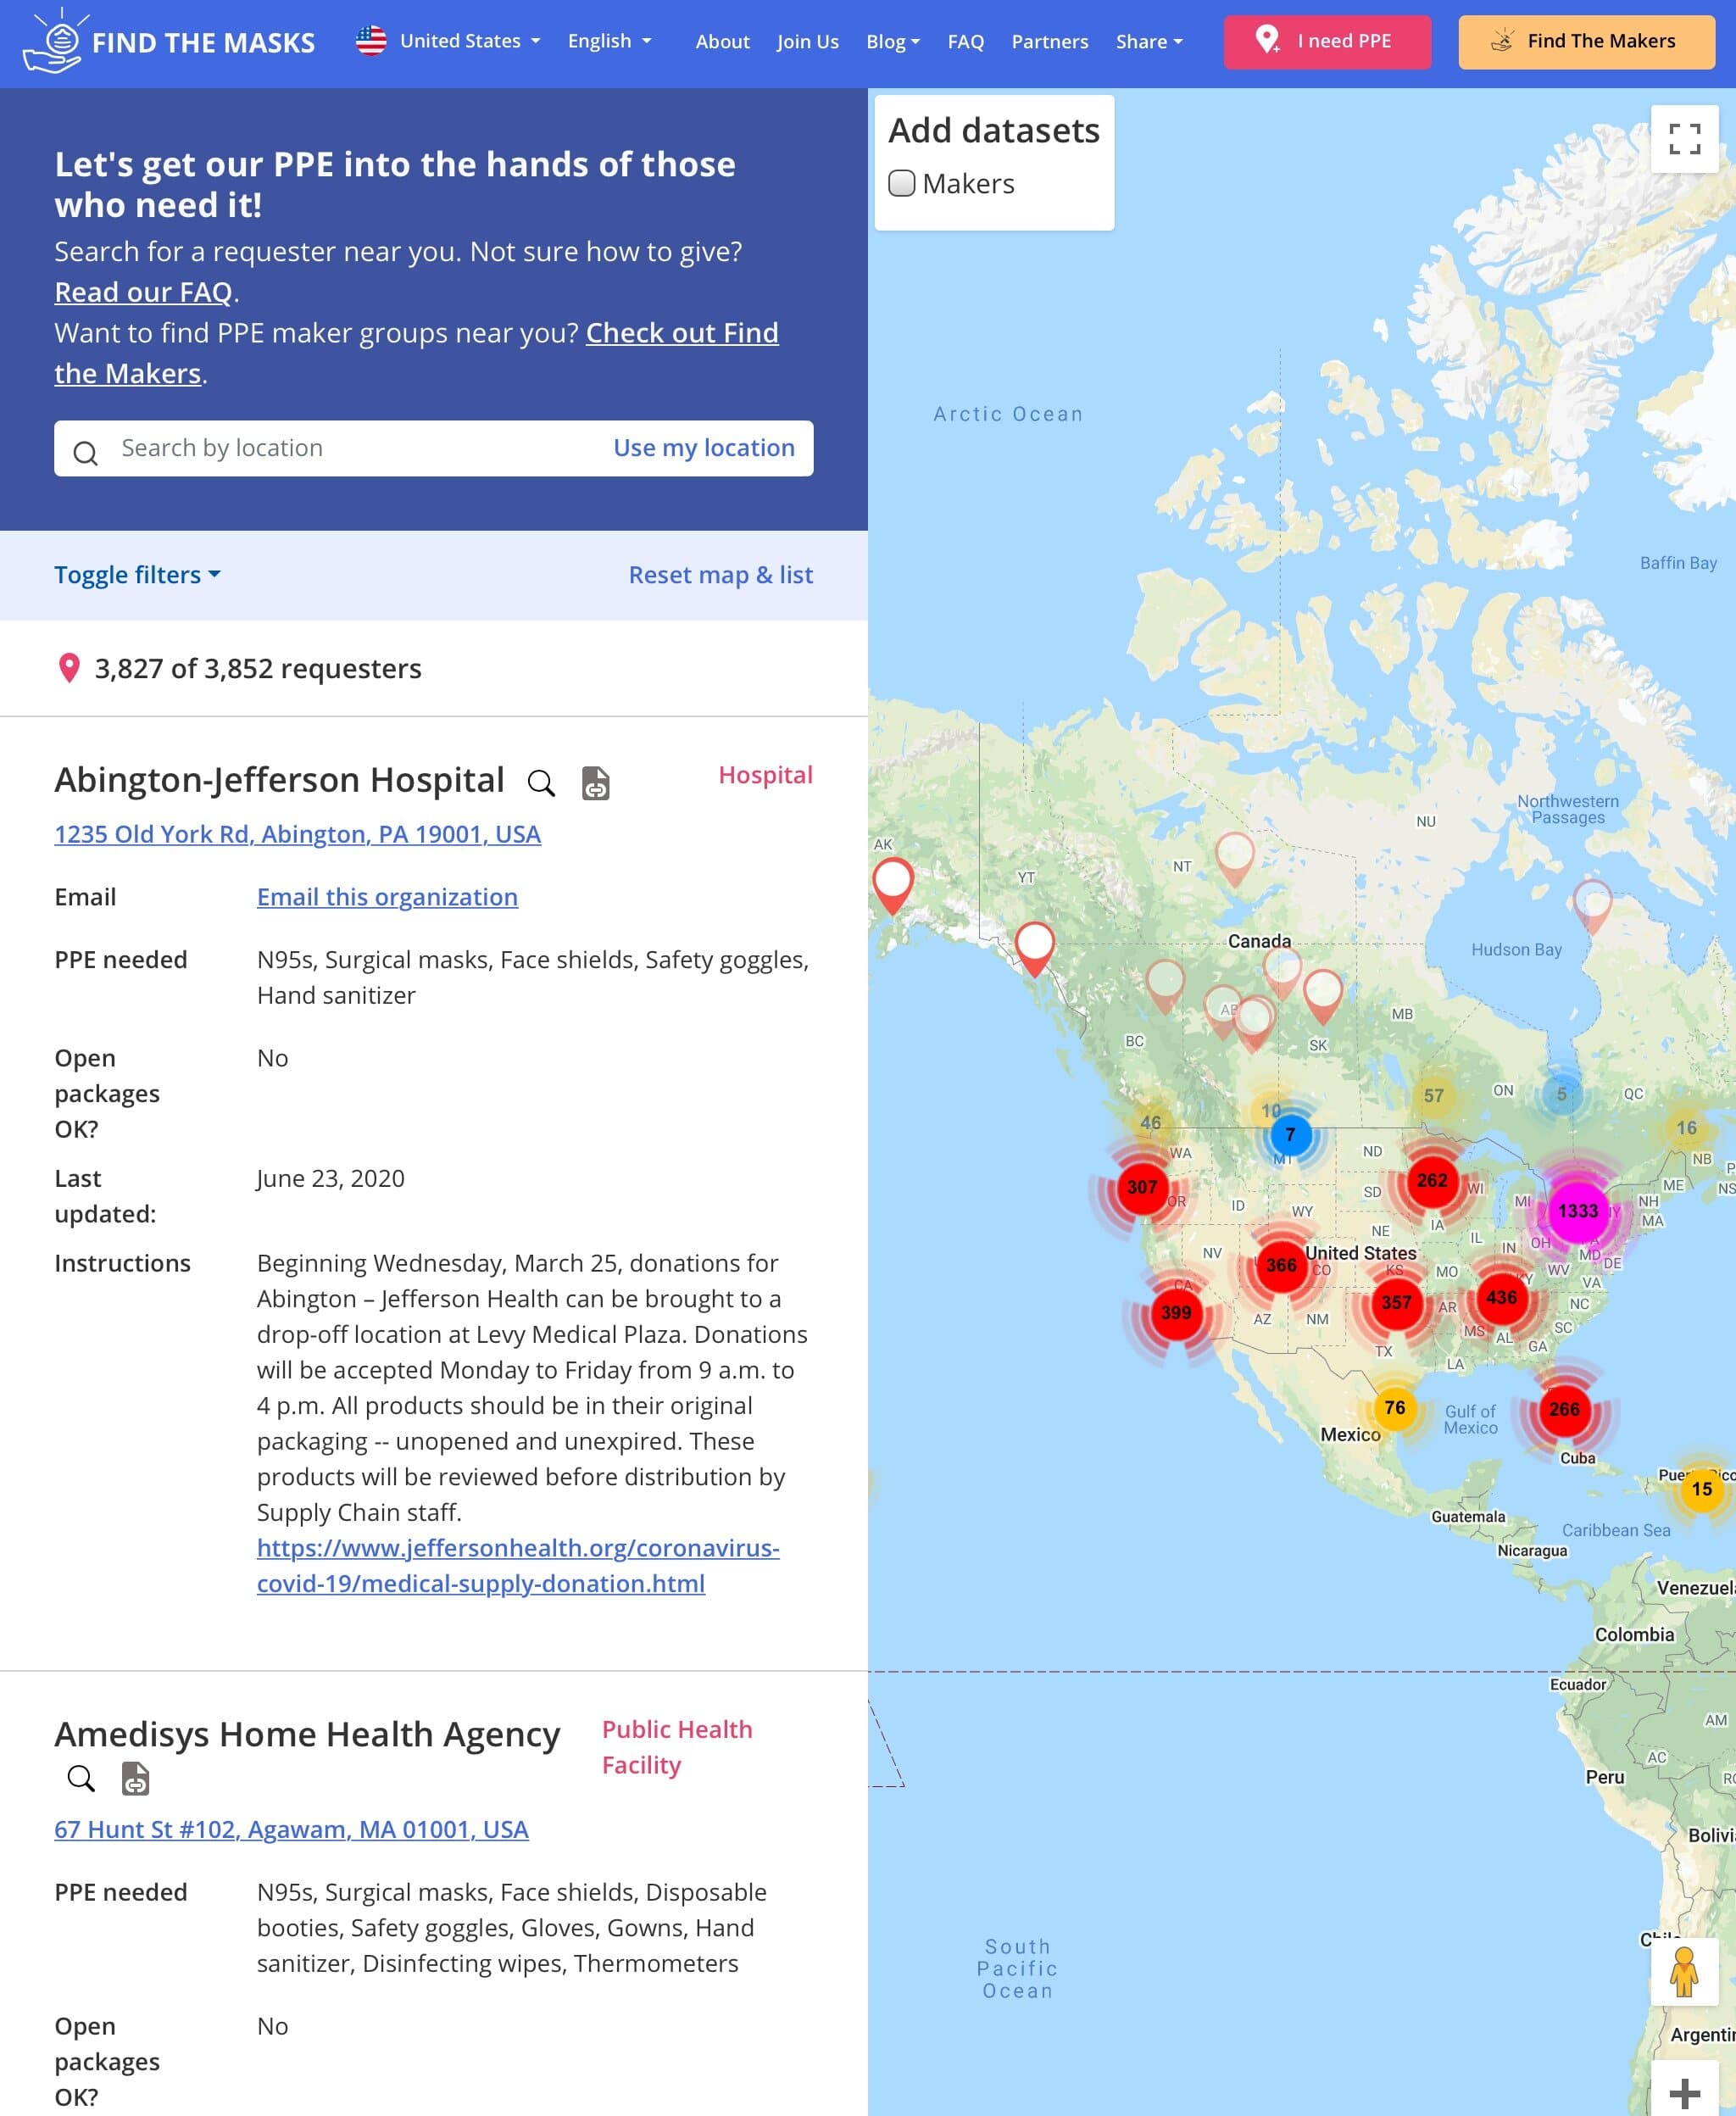 FIND THE MASKS
United States
English
About
Join Us
Blog
FAQ
Partners
Share
I need PPE
Find The Makers
Let's get our PPE into the hands of those
who need it!
Search for a requester near you. Not sure how to give?
Read our FAQ.
Want to find PPE maker groups near you? Check out Find
the Makers.
Search by location
Use my location
Toggle filters
Reset map & list
3,827 of 3,852 requesters
Abington-Jefferson Hospital
Hospital
1235 Old York Rd, Abington, PA 19001, USA
Email
Email this organization
PPE needed
N95s, Surgical masks, Face shields, Safety goggles,
Hand sanitizer
Open
packages
OK?
No
Last
updated:
June 23, 2020
Instructions
Beginning Wednesday, March 25, donations for
Abington – Jefferson Health can be brought to a
drop-off location at Levy Medical Plaza. Donations
will be accepted Monday to Friday from 9 a.m. to
4 p.m. All products should be in their original
packaging -- unopened and unexpired. These
products will be reviewed before distribution by
Supply Chain staff.
https://www.jeffersonhealth.org/coronavirus-
covid-19/medical-supply-donation.html
Amedisys Home Health Agency
Public Health
Facility
67 Hunt St #102, Agawam, MA 01001, USA
PPE needed
N95s, Surgical masks, Face shields, Disposable
booties, Safety goggles, Gloves, Gowns, Hand
sanitizer, Disinfecting wipes, Thermometers
Open
packages
OK?
No
Add datasets
Makers
Arctic Ocean
Baffin Bay
Northwestern
Passages
NU
AK
NT
YT
Canada
Hudson Bay
AB
MB
BC
SK
57
ON
5
QC
46
10
16
7
MT
WA
ND
NB
307
OR
262
WI
ME
NS
ID
SD
MI
1333
NY
NH
WY
MA
IA
NE
IL
IN
OH
MD
DE
NV
United States
366
CO
KS
MO
WV
VA
CA
399
AZ
NM
357
AR
436
KY
NC
MS
AL
SC
GA
TX
LA
76
Gulf of
Mexico
266
Mexico
Cuba
15
Guatemala
Caribbean Sea
Nicaragua
Colombia
Ecuador
AM
AC
Peru
South
Pacific
Ocean